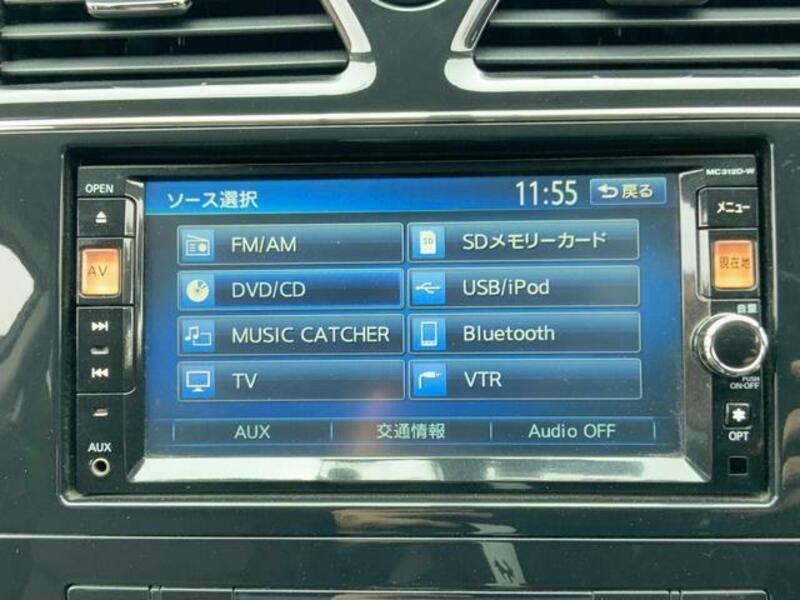 OPEN
MC312D-W
ソース選択 11:55 戻る
メニュー
AV
現在地
FM/AM
SD
SDメモリーカード
DVD/CD
USB/iPod
MUSIC CATCHER
Bluetooth
TV
VTR
音量
PUSH
ON-OFF
AUX 交通情報 Audio OFF
AUX
OPT